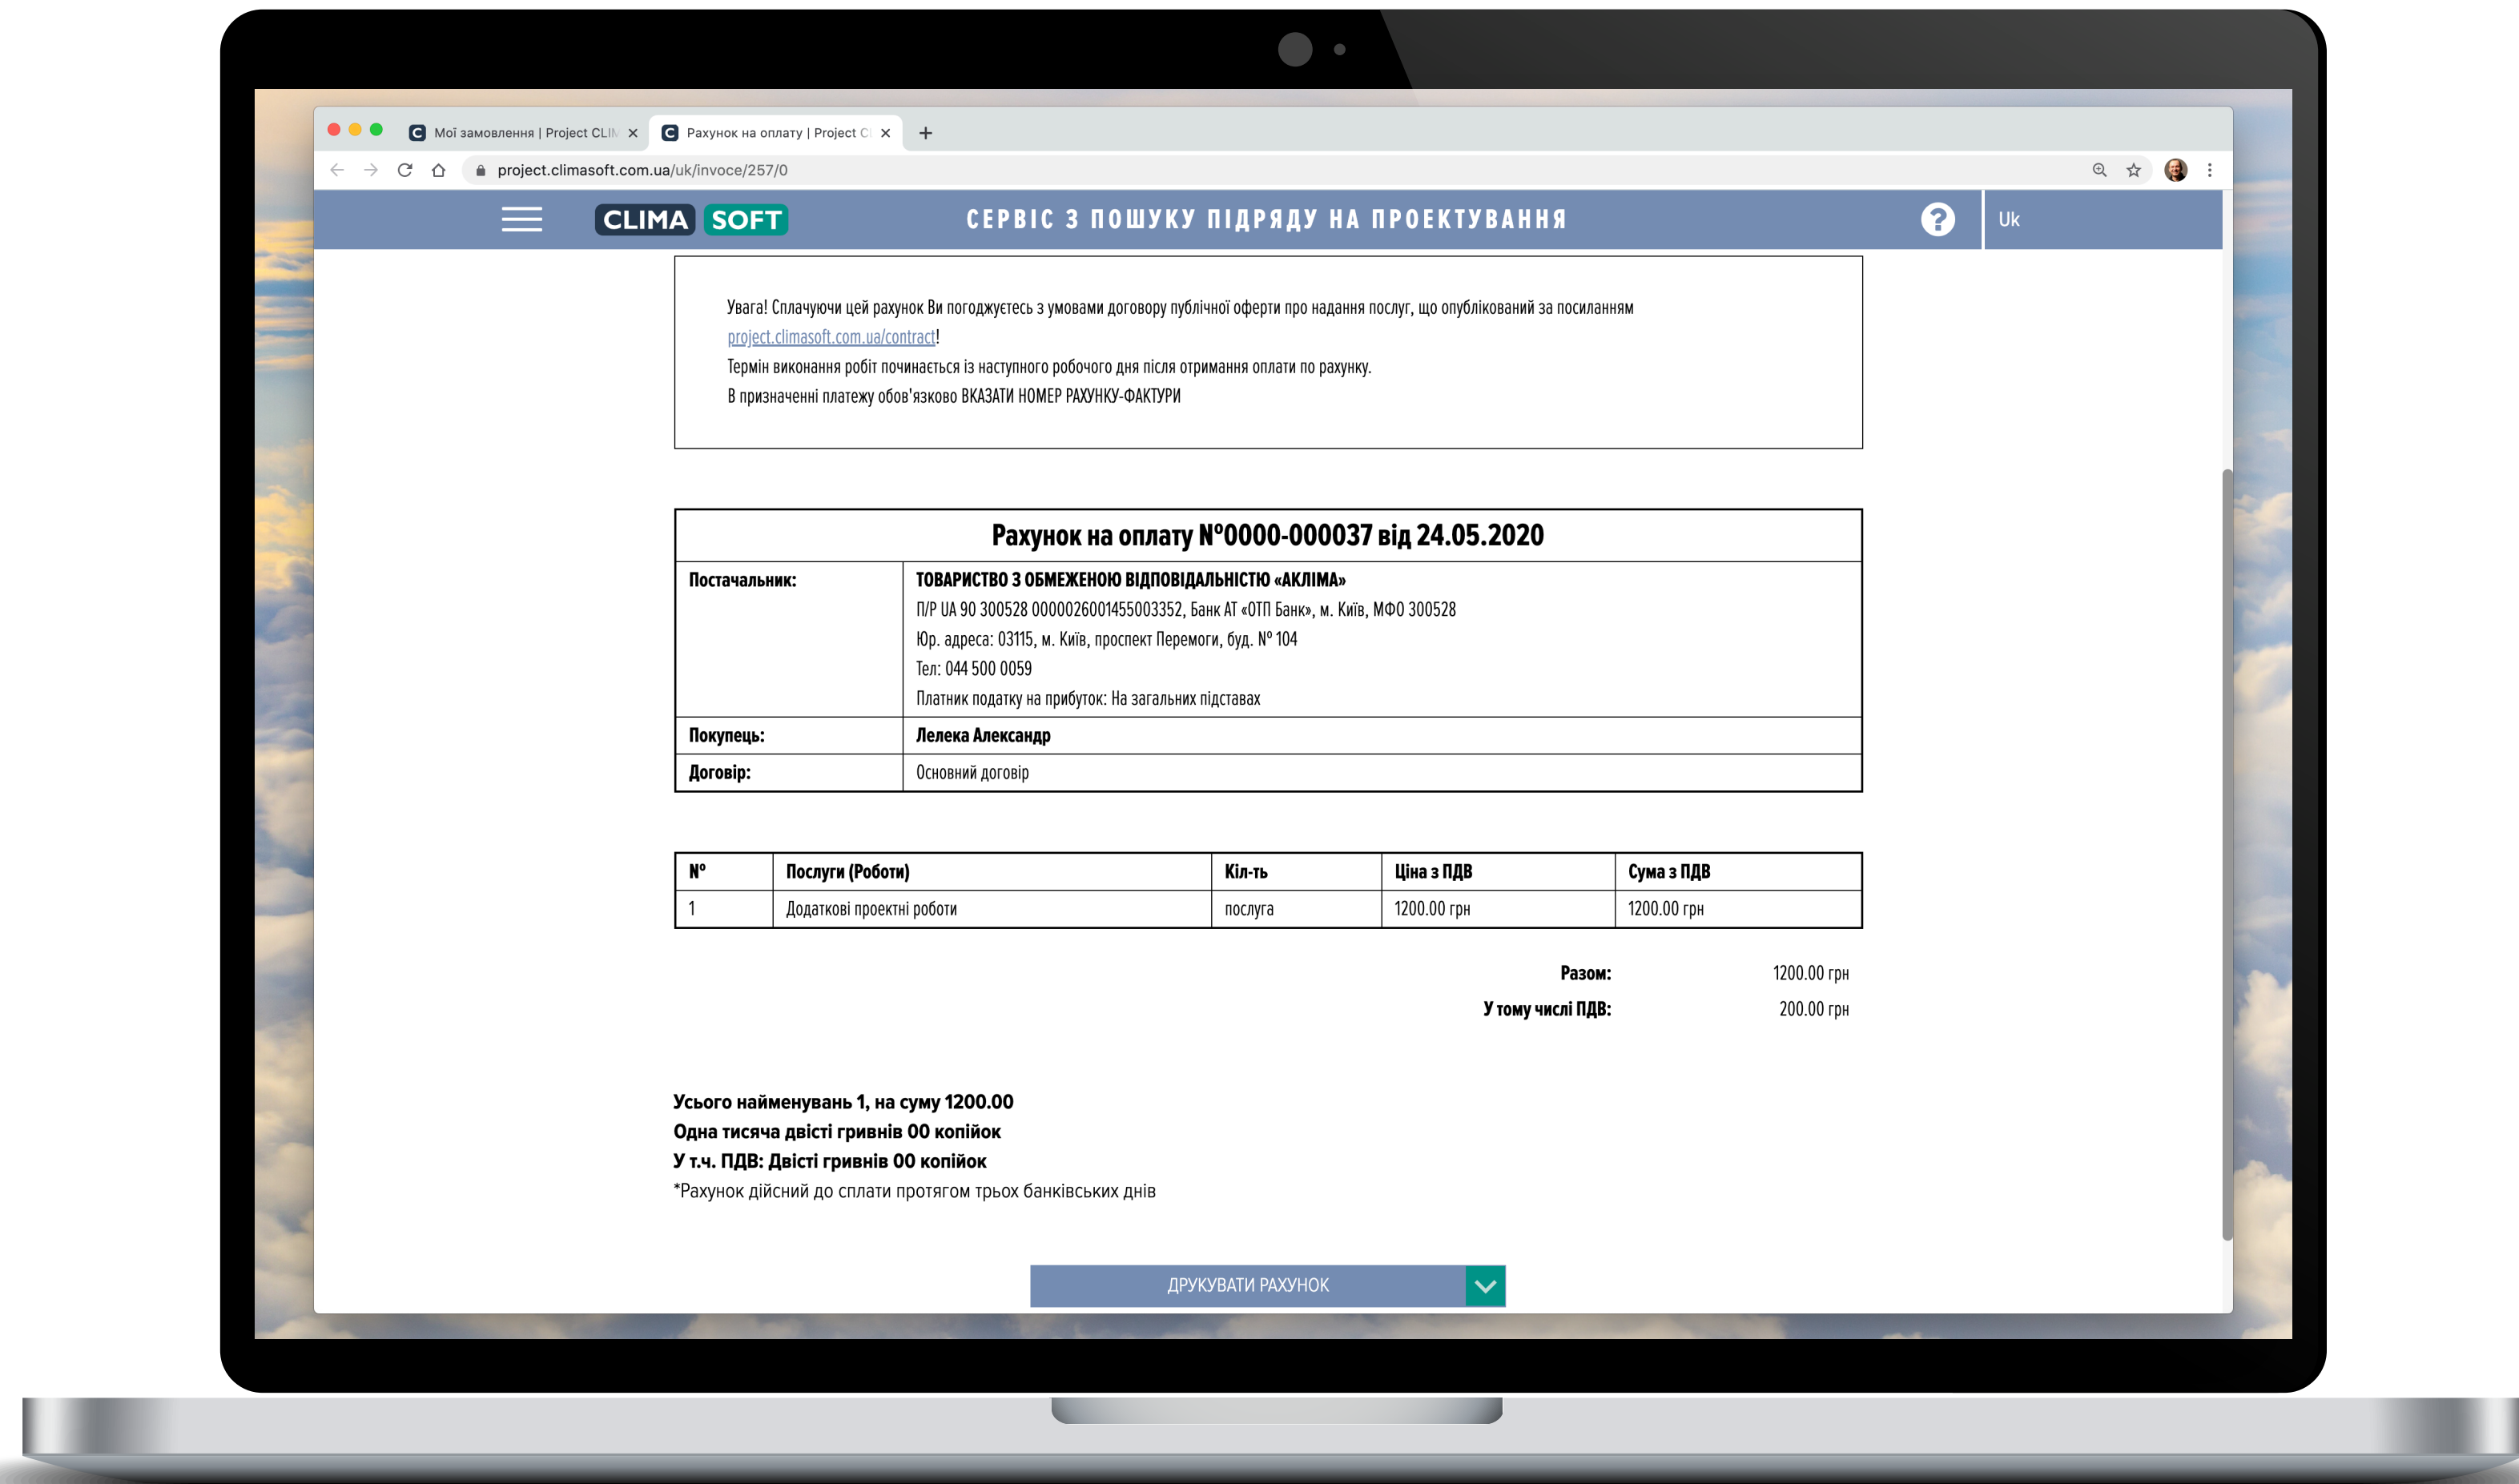 Мої замовлення | Project CLIM
Рахунок на оплату | Project C
project.climasoft.com.ua/uk/invoce/257/0
CLIMA SOFT
СЕРВІС З ПОШУКУ ПІДРЯДУ НА ПРОЕКТУВАННЯ
?
Uk
Увага! Сплачуючи цей рахунок Ви погоджуєтесь з умовами договору публічної оферти про надання послуг, що опублікований за посиланням
project.climasoft.com.ua/contract!
Термін виконання робіт починається із наступного робочого дня після отримання оплати по рахунку.
В призначенні платежу обов'язково ВКАЗАТИ НОМЕР РАХУНКУ-ФАКТУРИ
Рахунок на оплату №0000-000037 від 24.05.2020
Постачальник:
ТОВАРИСТВО З ОБМЕЖЕНОЮ ВІДПОВІДАЛЬНІСТЮ «АКЛІМА»
П/Р UA 90 300528 0000026001455003352, Банк АТ «ОТП Банк», м. Київ, МФО 300528
Юр. адреса: 03115, м. Київ, проспект Перемоги, буд. № 104
Тел: 044 500 0059
Платник податку на прибуток: На загальних підставах
Покупець: Лелека Александр
Договір: Основний договір
№ Послуги (Роботи) Кіл-ть Ціна з ПДВ Сума з ПДВ
1 Додаткові проектні роботи послуга 1200.00 грн 1200.00 грн
Разом: 1200.00 грн
У тому числі ПДВ: 200.00 грн
Усього найменувань 1, на суму 1200.00
Одна тисяча двісті гривнів 00 копійок
У т.ч. ПДВ: Двісті гривнів 00 копійок
*Рахунок дійсний до сплати протягом трьох банківських днів
ДРУКУВАТИ РАХУНОК